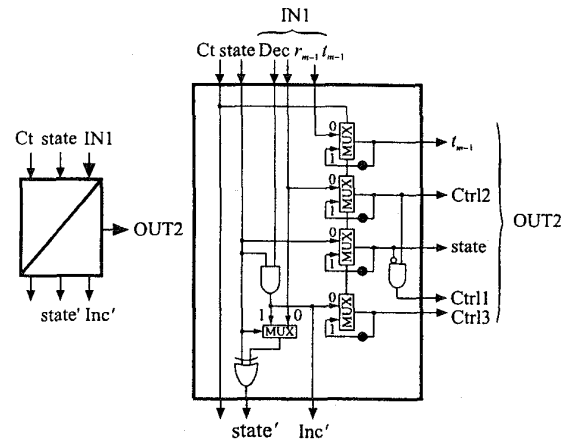 IN1
Ct state Dec r_{m-1} t_{m-1}
0
MUX
1
t_{m-1}
0
MUX
1
Ctrl2
Ct state IN1
OUT2
0
MUX
1
state
OUT2
Ctrl1
0
MUX
1
Ctrl3
1 0
MUX
state′ Inc′
state′ Inc′